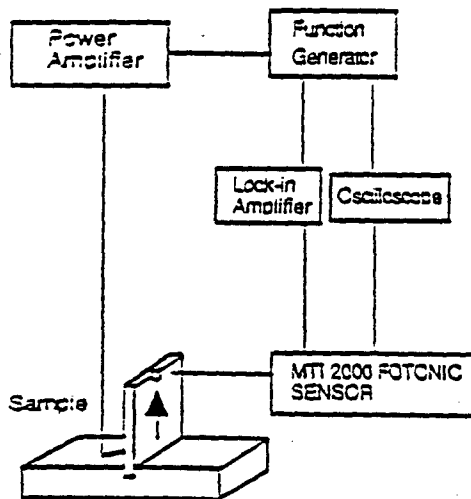 Power
Amplifier
Function
Generator
Lock-in
Amplifier
Oscilloscope
MTI 2000 FOTONIC
SENSOR
Sample